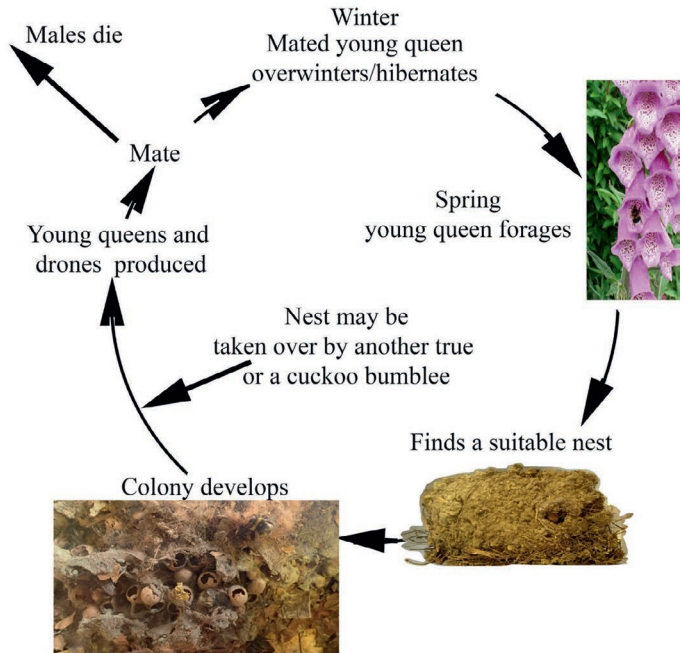 Winter
Mated young queen
overwinters/hibernates
Males die
Mate
Spring
young queen forages
Young queens and
drones produced
Nest may be
taken over by another true
or a cuckoo bumblee
Finds a suitable nest
Colony develops